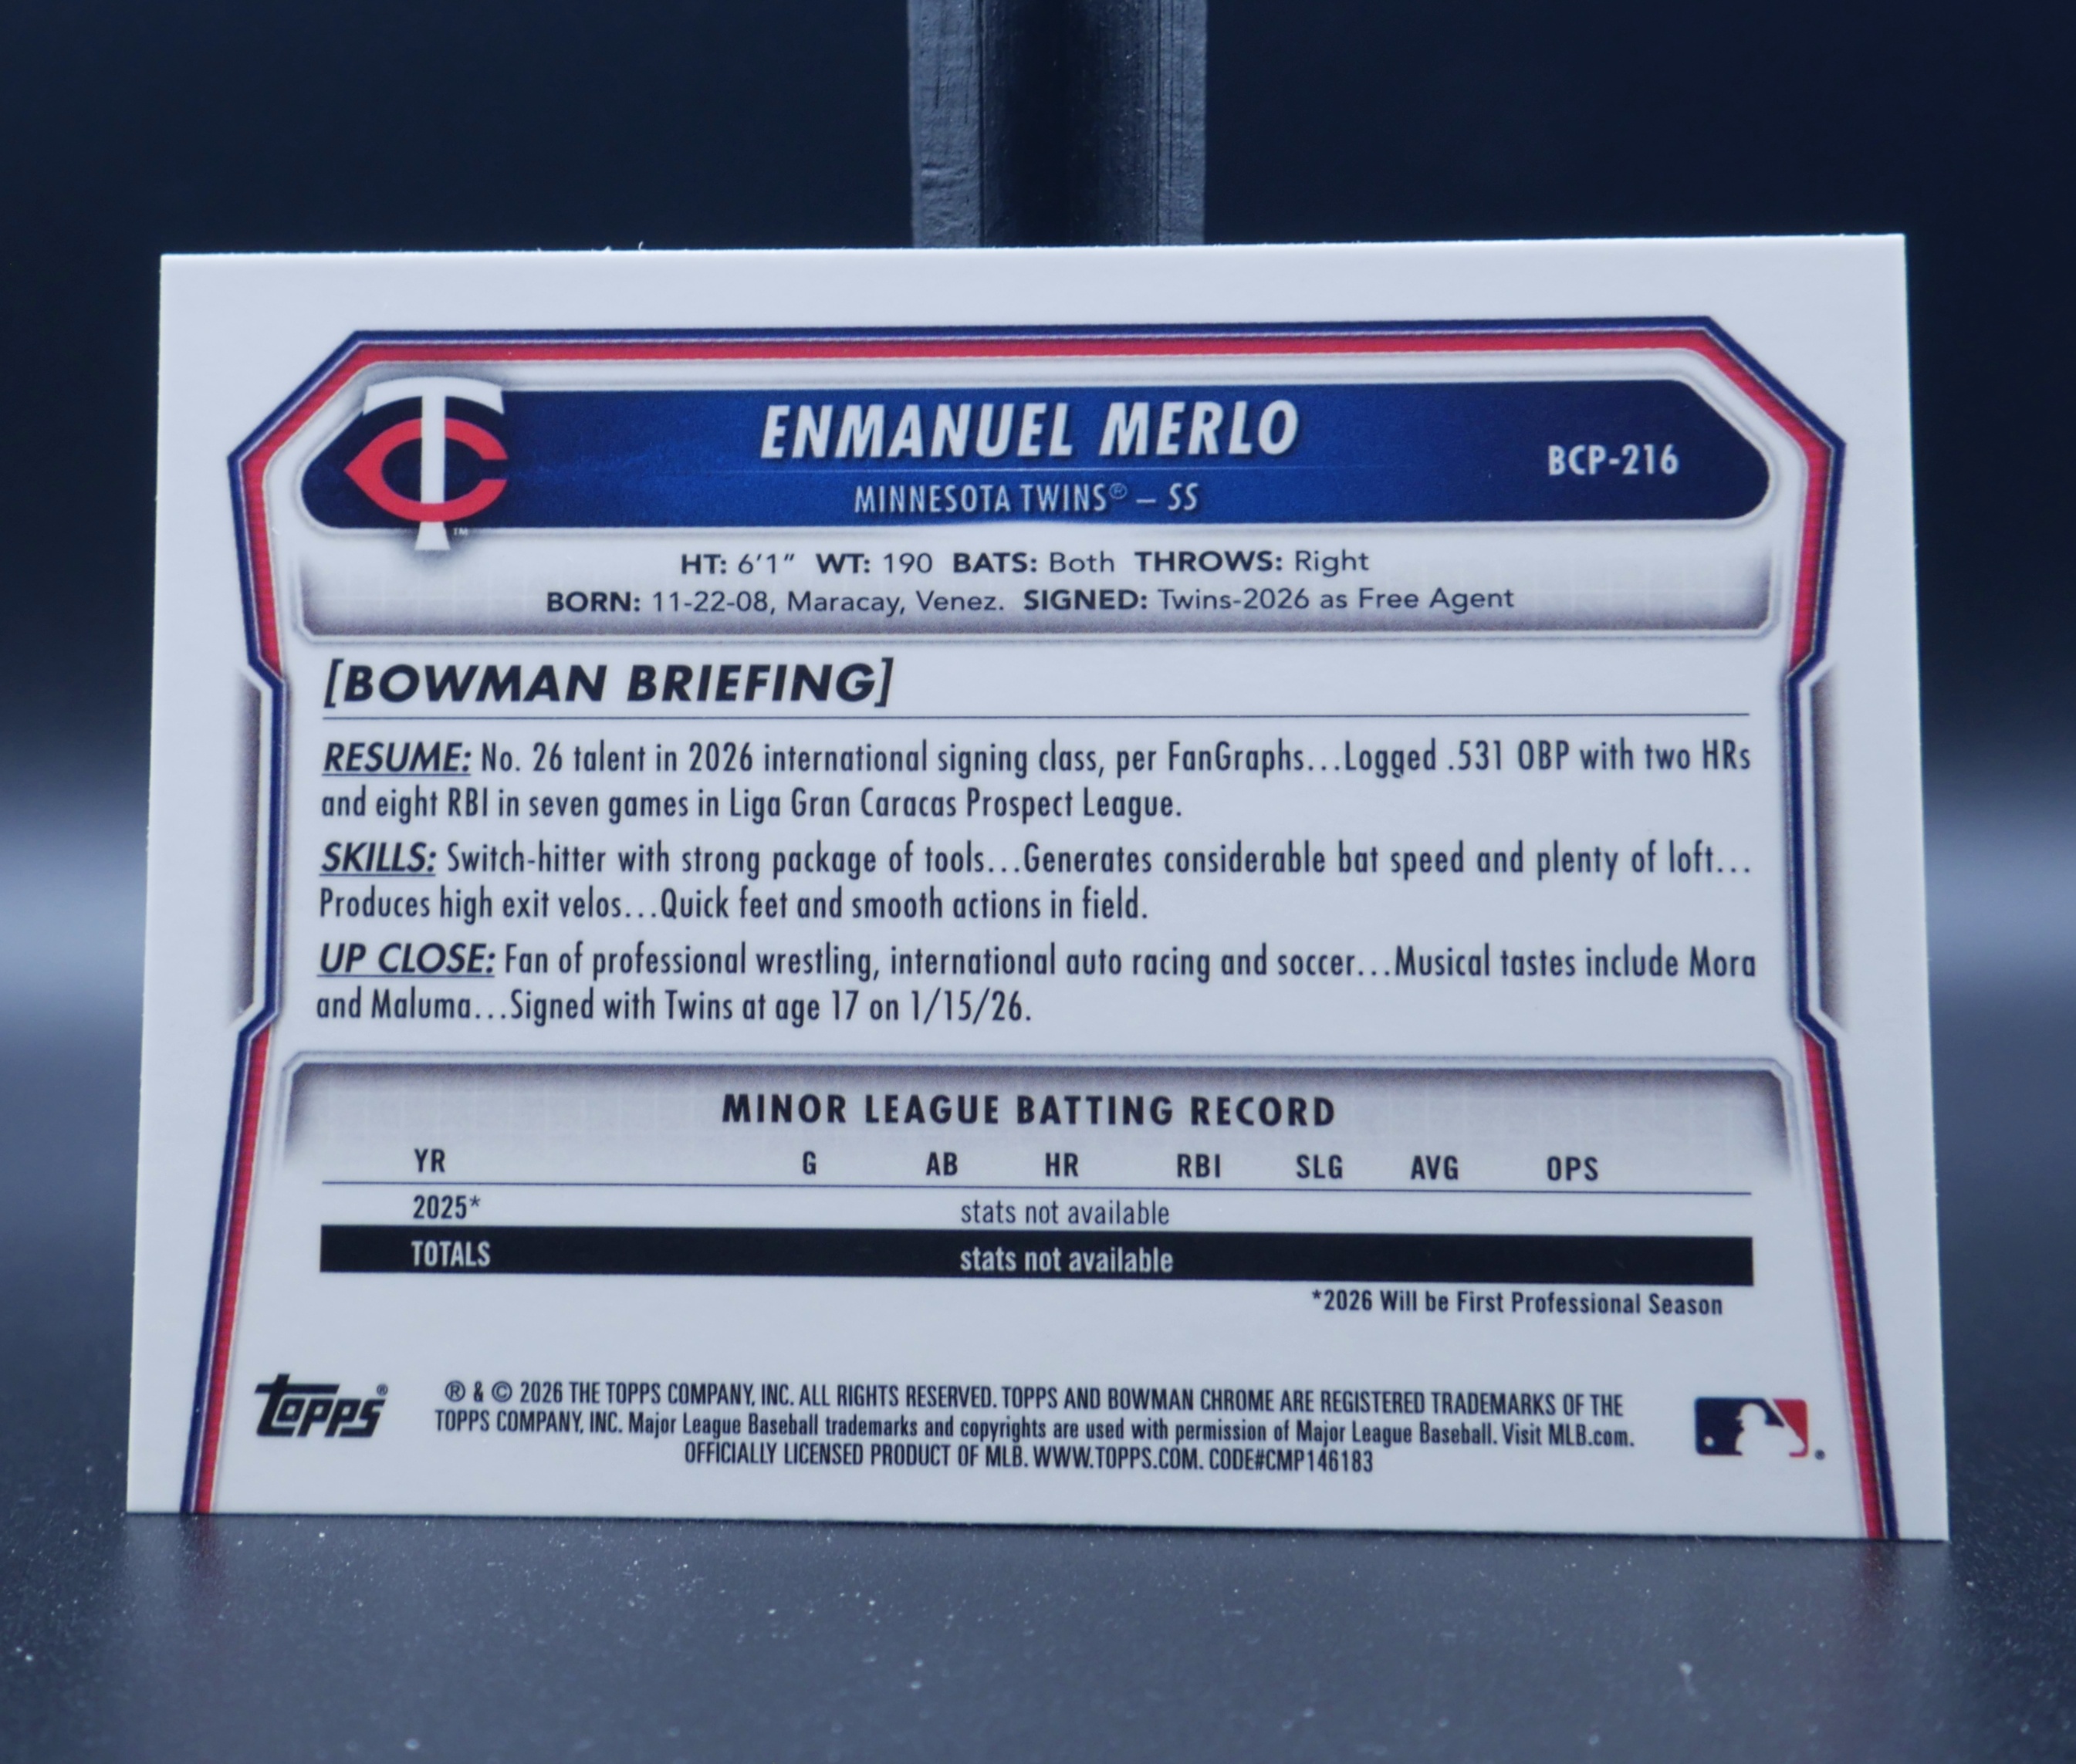 ENMANUEL MERLO
BCP-216
MINNESOTA TWINS® – SS
TC™
HT: 6'1" WT: 190 BATS: Both THROWS: Right
BORN: 11-22-08, Maracay, Venez. SIGNED: Twins-2026 as Free Agent
[BOWMAN BRIEFING]
RESUME: No. 26 talent in 2026 international signing class, per FanGraphs...Logged .531 OBP with two HRs
and eight RBI in seven games in Liga Gran Caracas Prospect League.
SKILLS: Switch-hitter with strong package of tools...Generates considerable bat speed and plenty of loft...
Produces high exit velos...Quick feet and smooth actions in field.
UP CLOSE: Fan of professional wrestling, international auto racing and soccer...Musical tastes include Mora
and Maluma...Signed with Twins at age 17 on 1/15/26.
MINOR LEAGUE BATTING RECORD
YR G AB HR RBI SLG AVG OPS
2025* stats not available
TOTALS stats not available
*2026 Will be First Professional Season
topps®
® & © 2026 THE TOPPS COMPANY, INC. ALL RIGHTS RESERVED. TOPPS AND BOWMAN CHROME ARE REGISTERED TRADEMARKS OF THE
TOPPS COMPANY, INC. Major League Baseball trademarks and copyrights are used with permission of Major League Baseball. Visit MLB.com.
OFFICIALLY LICENSED PRODUCT OF MLB. WWW.TOPPS.COM. CODE#CMP146183